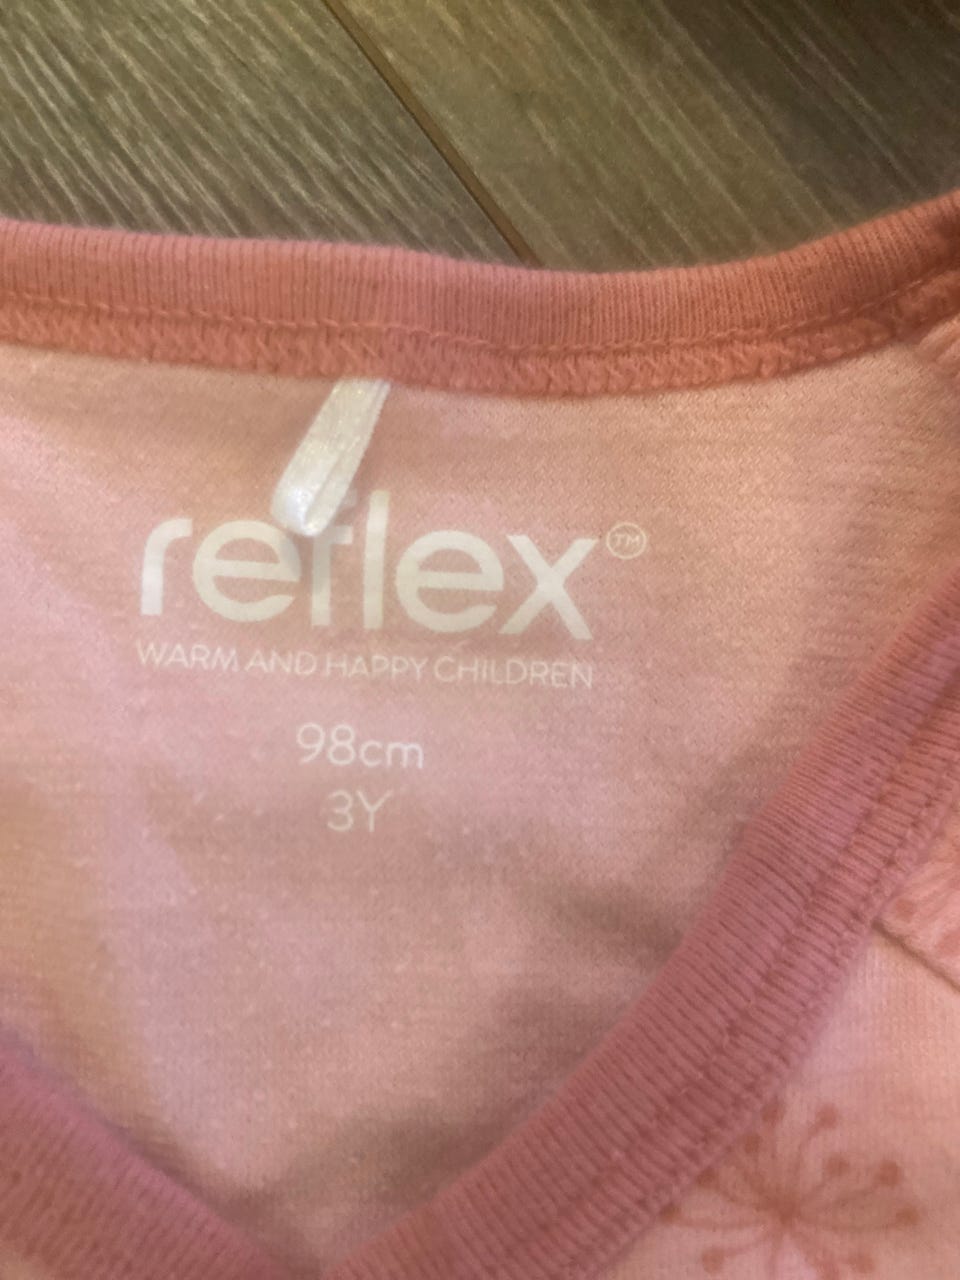 reflex™
WARM AND HAPPY CHILDREN
98cm
3Y